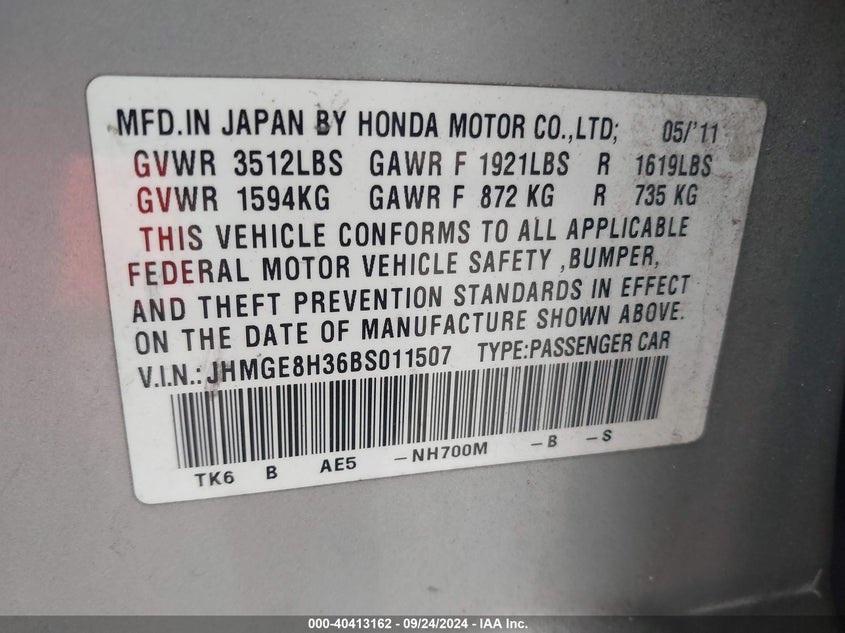 MFD.IN JAPAN BY HONDA MOTOR CO.,LTD; 05/'11
GVWR 3512LBS GAWR F 1921LBS R 1619LBS
GVWR 1594KG GAWR F 872 KG R 735 KG
THIS VEHICLE CONFORMS TO ALL APPLICABLE
FEDERAL MOTOR VEHICLE SAFETY ,BUMPER,
AND THEFT PREVENTION STANDARDS IN EFFECT
ON THE DATE OF MANUFACTURE SHOWN ABOVE.
V.I.N.: JHMGE8H36BS011507 TYPE:PASSENGER CAR
TK6 B AE5 -NH700M -B -S
000-40413162 - 09/24/2024 - IAA Inc.